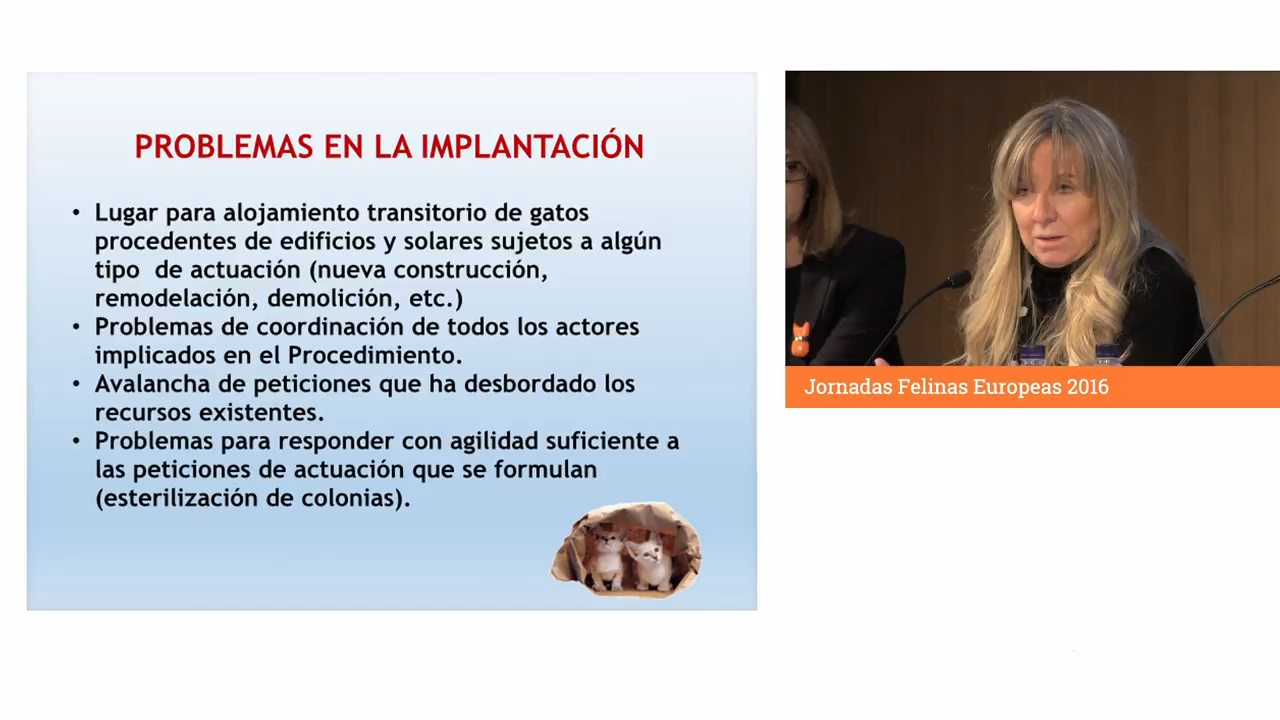 PROBLEMAS EN LA IMPLANTACIÓN
• Lugar para alojamiento transitorio de gatos
procedentes de edificios y solares sujetos a algún
tipo de actuación (nueva construcción,
remodelación, demolición, etc.)
• Problemas de coordinación de todos los actores
implicados en el Procedimiento.
• Avalancha de peticiones que ha desbordado los
recursos existentes.
• Problemas para responder con agilidad suficiente a
las peticiones de actuación que se formulan
(esterilización de colonias).
Jornadas Felinas Europeas 2016